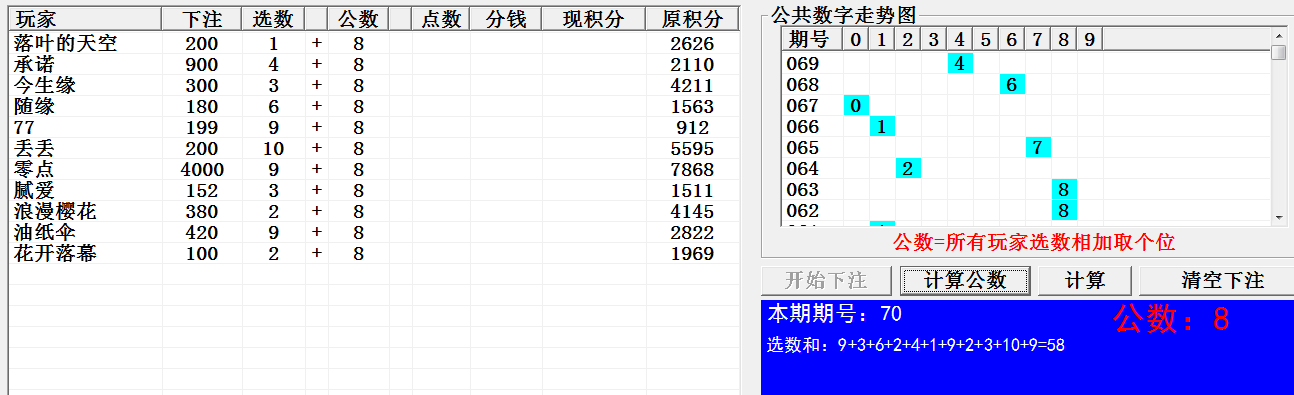 玩家 下注 选数 公数 点数 分钱 现积分 原积分
落叶的天空 200 1 + 8 2626
承诺 900 4 + 8 2110
今生缘 300 3 + 8 4211
随缘 180 6 + 8 1563
77 199 9 + 8 912
丢丢 200 10 + 8 5595
零点 4000 9 + 8 7868
腻爱 152 3 + 8 1511
浪漫樱花 380 2 + 8 4145
油纸伞 420 9 + 8 2822
花开落幕 100 2 + 8 1969
公共数字走势图
期号 0 1 2 3 4 5 6 7 8 9
069 4
068 6
067 0
066 1
065 7
064 2
063 8
062 8
公数=所有玩家选数相加取个位
开始下注 计算公数 计算 清空下注
本期期号：70 公数：8
选数和：9+3+6+2+4+1+9+2+3+10+9=58